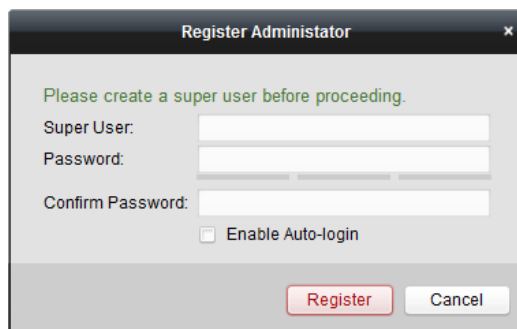 Register Administator ×
Please create a super user before proceeding.
Super User:
Password:
Confirm Password:
Enable Auto-login
Register Cancel